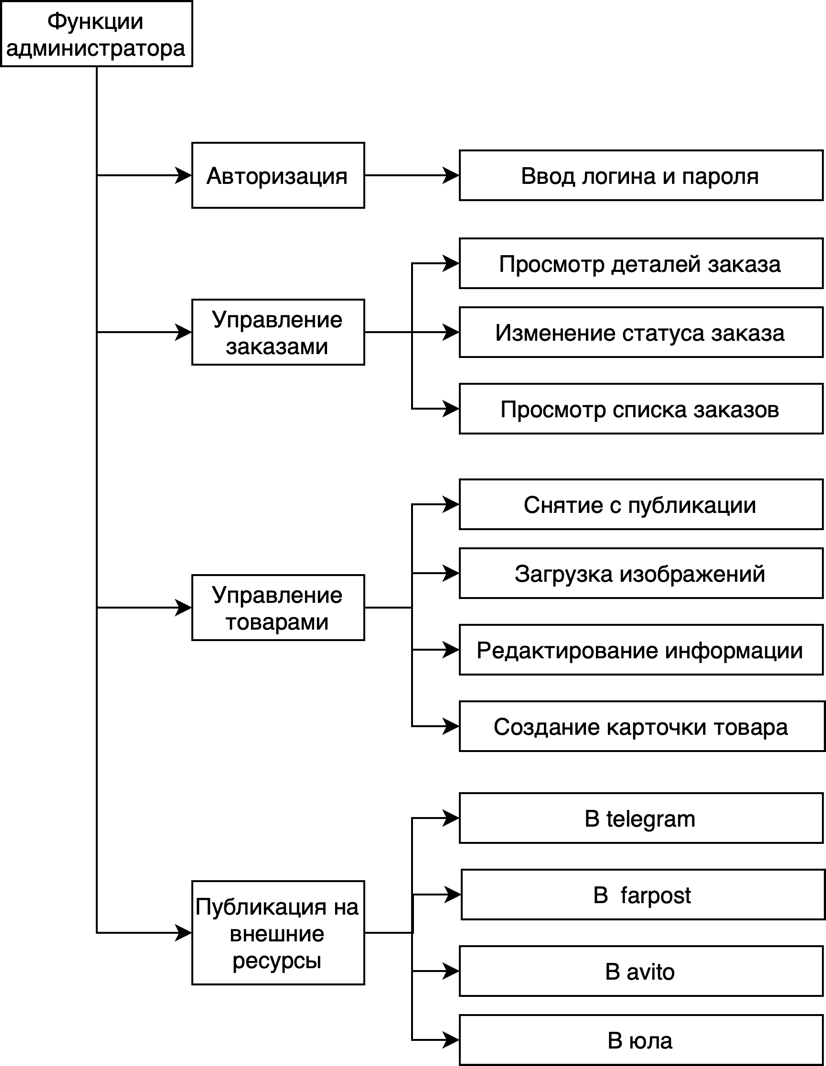 Функции
администратора
Авторизация
Ввод логина и пароля
Управление
заказами
Просмотр деталей заказа
Изменение статуса заказа
Просмотр списка заказов
Управление
товарами
Снятие с публикации
Загрузка изображений
Редактирование информации
Создание карточки товара
Публикация на
внешние
ресурсы
В telegram
В farpost
В avito
В юла